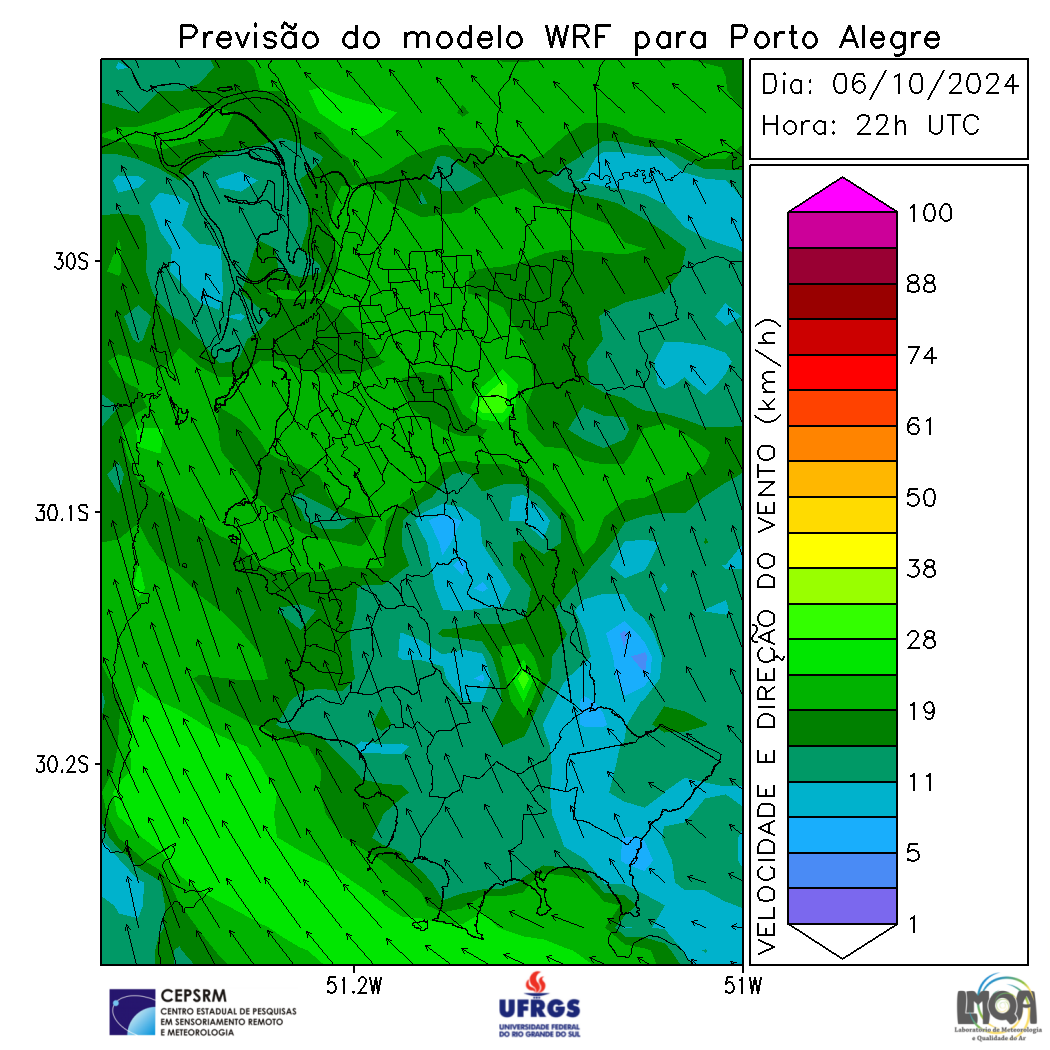 Previsão do modelo WRF para Porto Alegre
Dia: 06/10/2024
Hora: 22h UTC
30S
30.1S
30.2S
51.2W
51W
VELOCIDADE E DIREÇÃO DO VENTO (km/h)
100
88
74
61
50
38
28
19
11
5
1
CEPSRM
CENTRO ESTADUAL DE PESQUISAS
EM SENSORIAMENTO REMOTO
E METEOROLOGIA
UFRGS
UNIVERSIDADE FEDERAL
DO RIO GRANDE DO SUL
LMQA
Laboratório de Meteorologia
e Qualidade do Ar